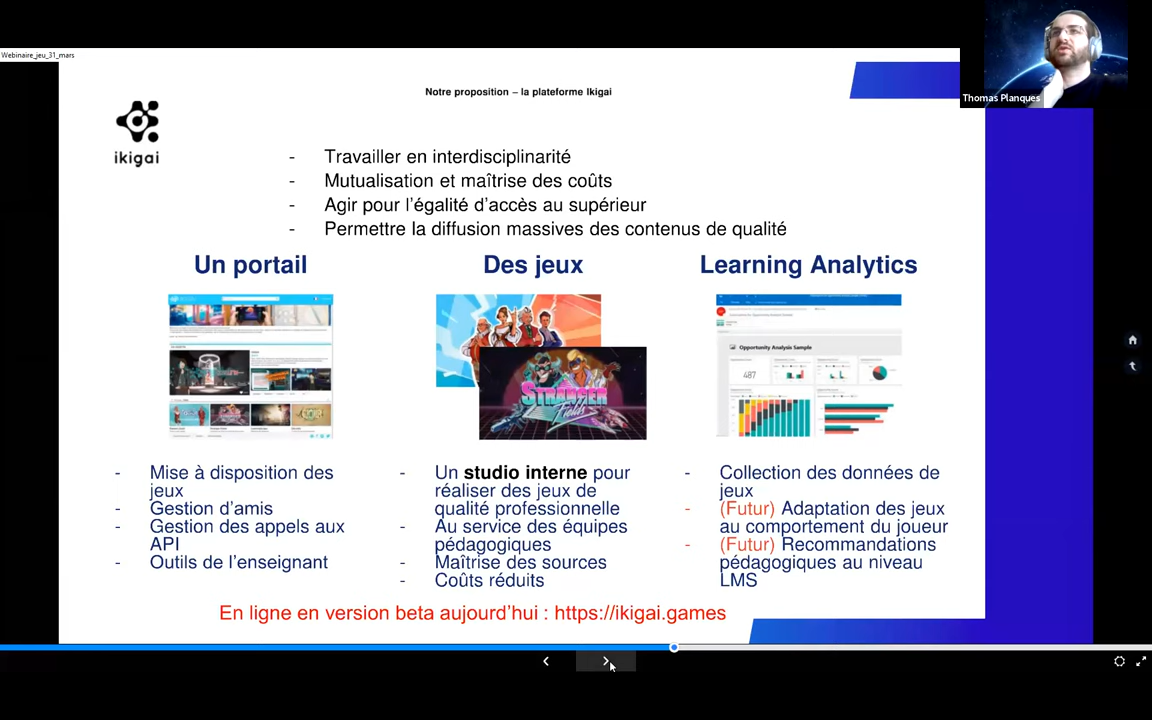 Webinaire_jeu_31_mars
Thomas Planques
Notre proposition – la plateforme Ikigai
ikigai
- Travailler en interdisciplinarité
- Mutualisation et maîtrise des coûts
- Agir pour l'égalité d'accès au supérieur
- Permettre la diffusion massives des contenus de qualité
Un portail
Des jeux
Learning Analytics
STRANGER
Fields
Opportunity Analysis Sample
487
- Mise à disposition des
jeux
- Gestion d'amis
- Gestion des appels aux
API
- Outils de l'enseignant
- Un studio interne pour
réaliser des jeux de
qualité professionnelle
- Au service des équipes
pédagogiques
- Maîtrise des sources
- Coûts réduits
- Collection des données de
jeux
- (Futur) Adaptation des jeux
au comportement du joueur
- (Futur) Recommandations
pédagogiques au niveau
LMS
En ligne en version beta aujourd'hui : https://ikigai.games